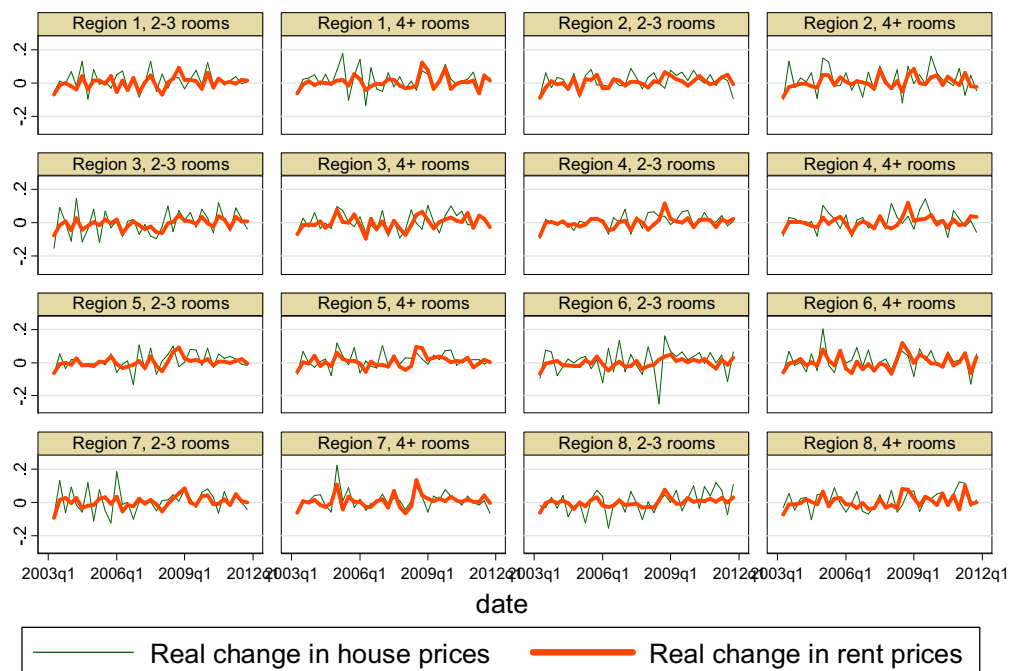 Region 1, 2-3 rooms
Region 1, 4+ rooms
Region 2, 2-3 rooms
Region 2, 4+ rooms
.2
0
-.2
Region 3, 2-3 rooms
Region 3, 4+ rooms
Region 4, 2-3 rooms
Region 4, 4+ rooms
.2
0
-.2
Region 5, 2-3 rooms
Region 5, 4+ rooms
Region 6, 2-3 rooms
Region 6, 4+ rooms
.2
0
-.2
Region 7, 2-3 rooms
Region 7, 4+ rooms
Region 8, 2-3 rooms
Region 8, 4+ rooms
.2
0
-.2
2003q1 2006q1 2009q1 2012q1
2003q1 2006q1 2009q1 2012q1
2003q1 2006q1 2009q1 2012q1
2003q1 2006q1 2009q1 2012q1
date
Real change in house prices Real change in rent prices